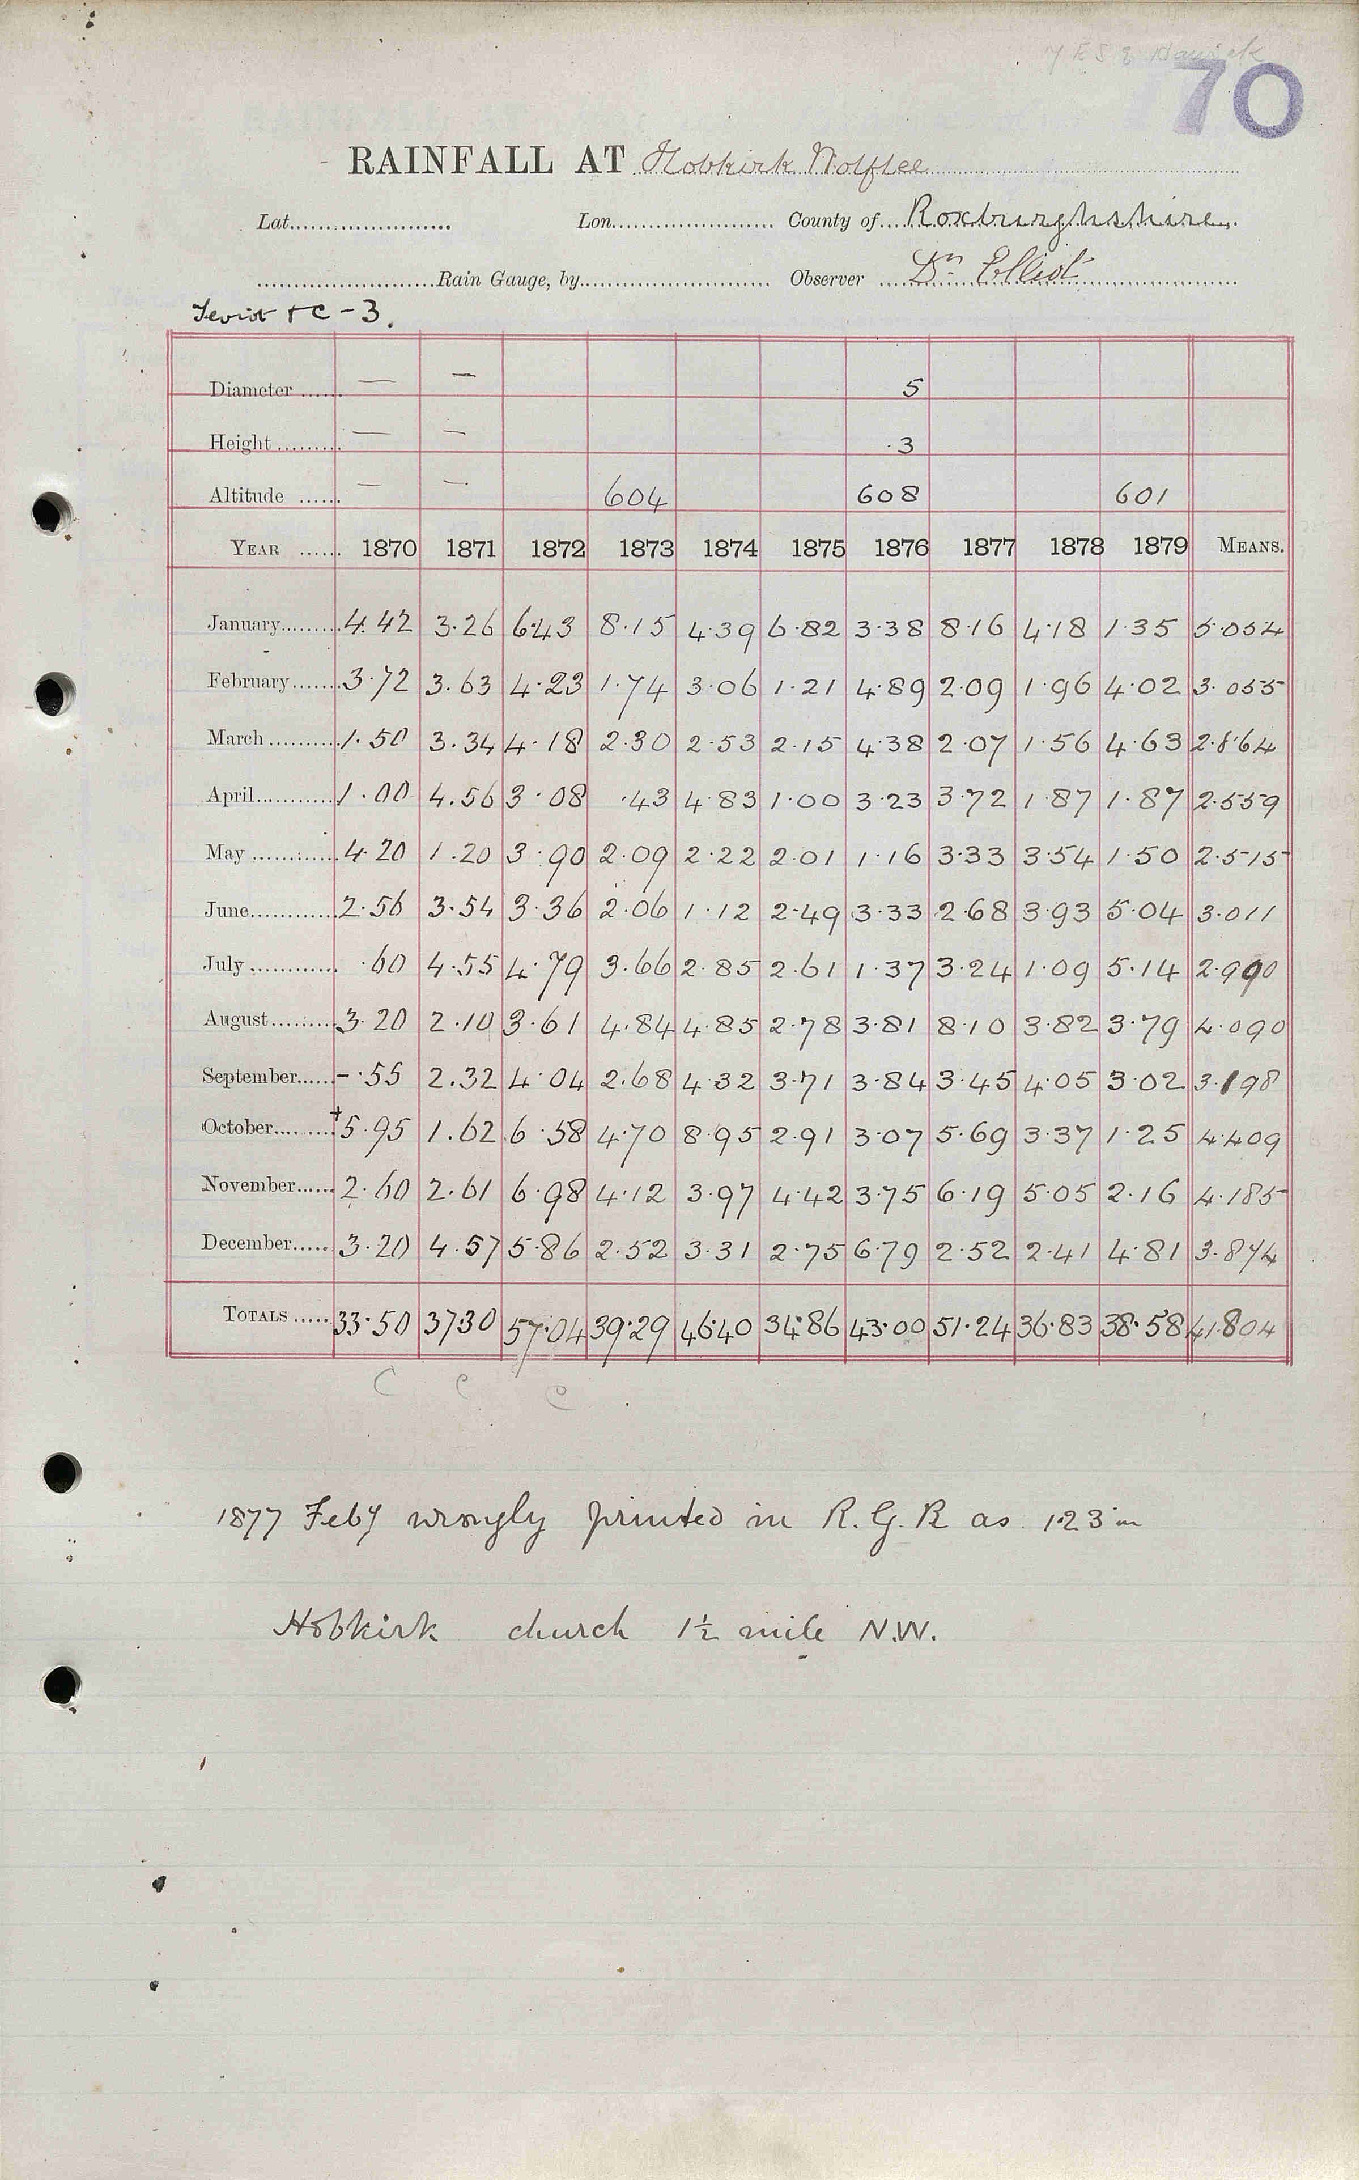 70
RAINFALL AT Hobkirk Wolflee
Lat. Lon. County of Roxburghshire
Rain Gauge, by Observer Dr. Elliot
Teviot &c - 3.
Diameter — — 5
Height — — .3
Altitude — — 604 608 601
YEAR 1870 1871 1872 1873 1874 1875 1876 1877 1878 1879 MEANS.
January 4.42 3.26 6.43 8.15 4.39 6.82 3.38 8.16 4.18 1.35 5.054
February 3.72 3.63 4.23 1.74 3.06 1.21 4.89 2.09 1.96 4.02 3.055
March 1.50 3.34 4.18 2.30 2.53 2.15 4.38 2.07 1.56 4.63 2.864
April 1.00 4.56 3.08 .43 4.83 1.00 3.23 3.72 1.87 1.87 2.559
May 4.20 1.20 3.90 2.09 2.22 2.01 1.16 3.33 3.54 1.50 2.515
June 2.56 3.54 3.36 2.06 1.12 2.49 3.33 2.68 3.93 5.04 3.011
July .60 4.55 4.79 3.66 2.85 2.61 1.37 3.24 1.09 5.14 2.990
August 3.20 2.10 3.61 4.84 4.85 2.78 3.81 8.10 3.82 3.79 4.090
September -.55 2.32 4.04 2.68 4.32 3.71 3.84 3.45 4.05 3.02 3.198
October +5.95 1.62 6.58 4.70 8.95 2.91 3.07 5.69 3.37 1.25 4.409
November 2.60 2.61 6.98 4.12 3.97 4.42 3.75 6.19 5.05 2.16 4.185
December 3.20 4.57 5.86 2.52 3.31 2.75 6.79 2.52 2.41 4.81 3.874
TOTALS 33.50 37.30 57.04 39.29 46.40 34.86 43.00 51.24 36.83 38.58 41.804
C C C
1877 Feby wrongly printed in R.G.R as 1.23 in
Hobkirk church 1½ mile N.W.